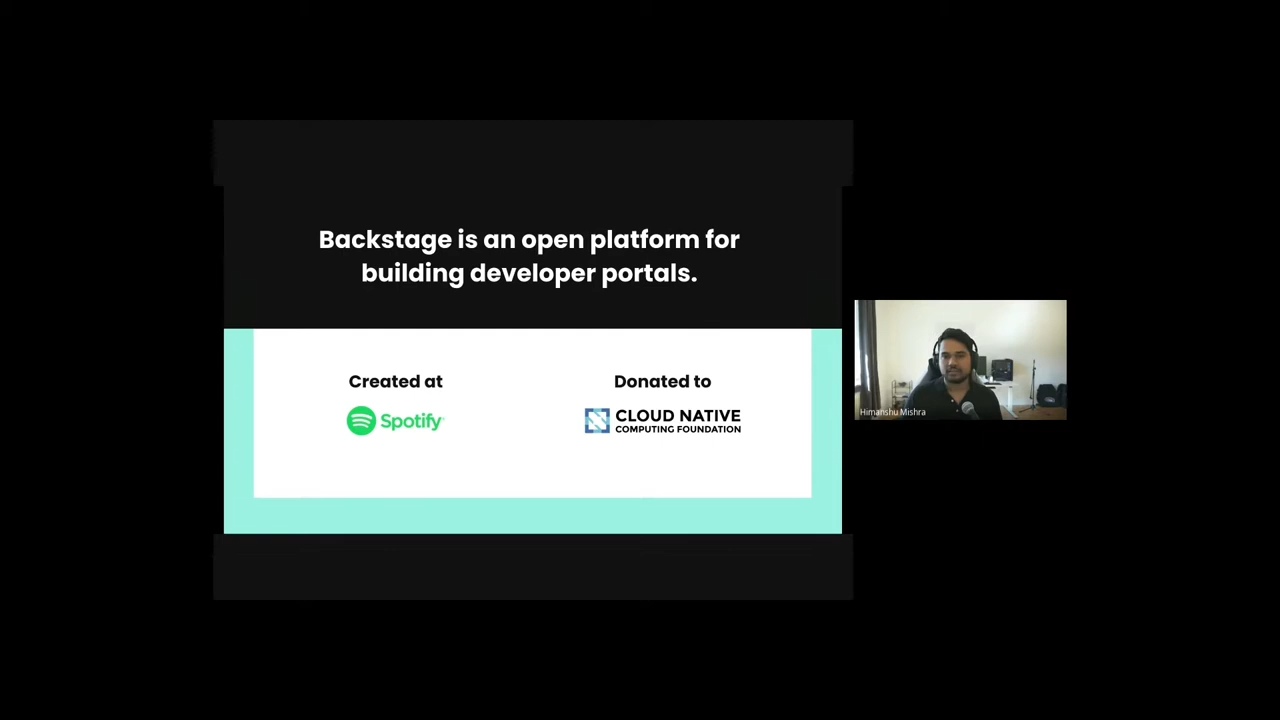 Backstage is an open platform for
building developer portals.
Created at
Spotify
Donated to
CLOUD NATIVE
COMPUTING FOUNDATION
Himanshu Mishra